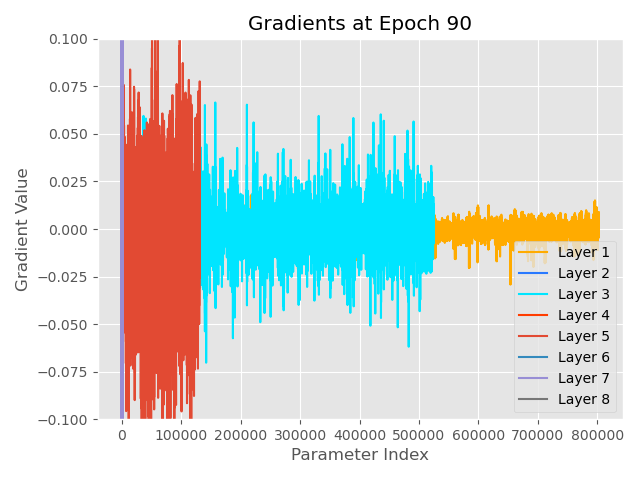 Gradients at Epoch 90
Gradient Value
0.100
0.075
0.050
0.025
0.000
−0.025
−0.050
−0.075
−0.100
Layer 1
Layer 2
Layer 3
Layer 4
Layer 5
Layer 6
Layer 7
Layer 8
0 100000 200000 300000 400000 500000 600000 700000 800000
Parameter Index